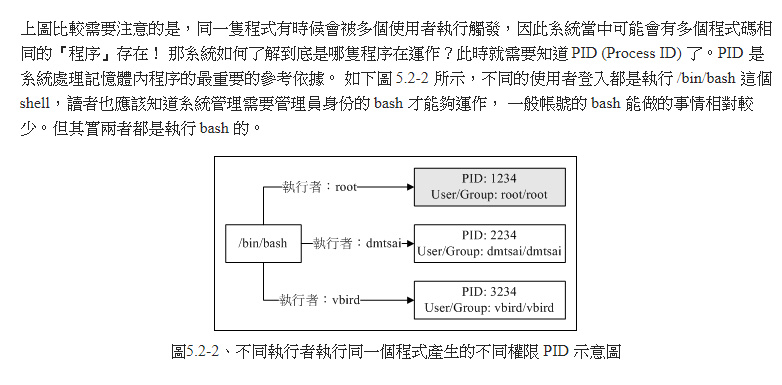 上圖比較需要注意的是，同一隻程式有時候會被多個使用者執行觸發，因此系統當中可能會有多個程式碼相
同的『程序』存在！ 那系統如何了解到底是哪隻程序在運作？此時就需要知道 PID (Process ID) 了。PID 是
系統處理記憶體內程序的最重要的參考依據。 如下圖 5.2-2 所示，不同的使用者登入都是執行 /bin/bash 這個
shell，讀者也應該知道系統管理需要管理員身份的 bash 才能夠運作， 一般帳號的 bash 能做的事情相對較
少。但其實兩者都是執行 bash 的。
執行者：root
PID: 1234
User/Group: root/root
/bin/bash
執行者：dmtsai
PID: 2234
User/Group: dmtsai/dmtsai
執行者：vbird
PID: 3234
User/Group: vbird/vbird
圖5.2-2、不同執行者執行同一個程式產生的不同權限 PID 示意圖